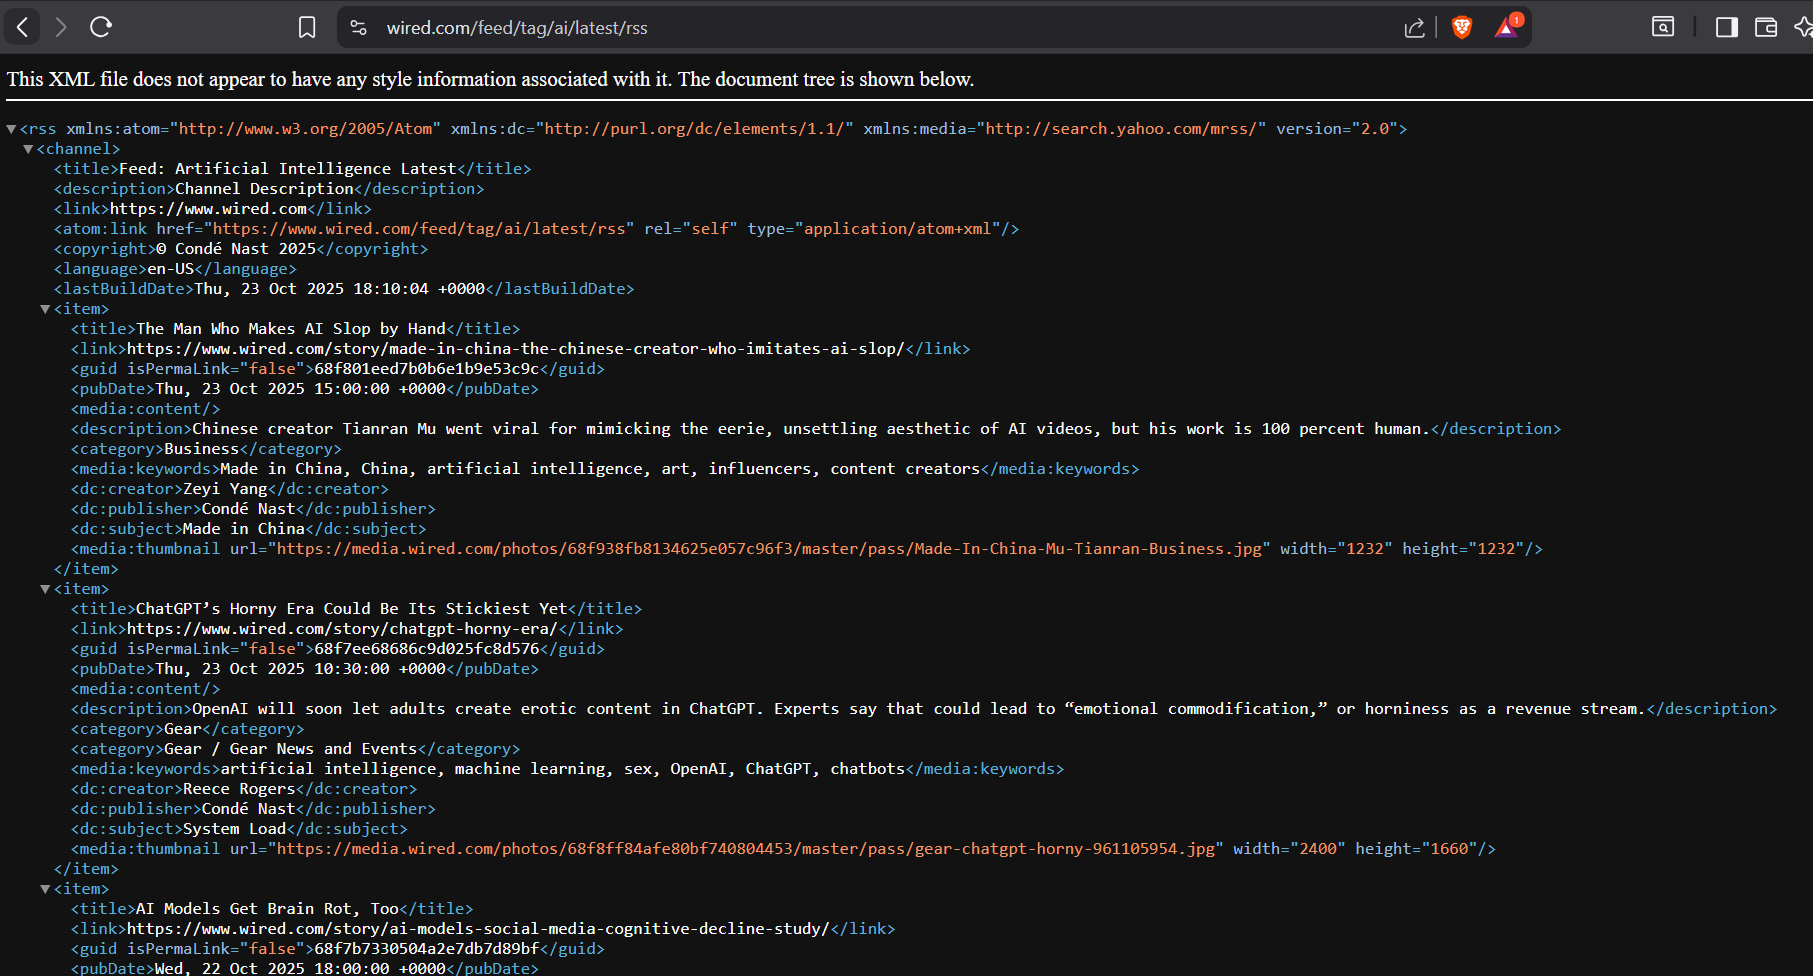 wired.com/feed/tag/ai/latest/rss
1
This XML file does not appear to have any style information associated with it. The document tree is shown below.
<rss xmlns:atom="http://www.w3.org/2005/Atom" xmlns:dc="http://purl.org/dc/elements/1.1/" xmlns:media="http://search.yahoo.com/mrss/" version="2.0">
<channel>
<title>Feed: Artificial Intelligence Latest</title>
<description>Channel Description</description>
<link>https://www.wired.com</link>
<atom:link href="https://www.wired.com/feed/tag/ai/latest/rss" rel="self" type="application/atom+xml"/>
<copyright>© Condé Nast 2025</copyright>
<language>en-US</language>
<lastBuildDate>Thu, 23 Oct 2025 18:10:04 +0000</lastBuildDate>
<item>
<title>The Man Who Makes AI Slop by Hand</title>
<link>https://www.wired.com/story/made-in-china-the-chinese-creator-who-imitates-ai-slop/</link>
<guid isPermaLink="false">68f801eed7b0b6e1b9e53c9c</guid>
<pubDate>Thu, 23 Oct 2025 15:00:00 +0000</pubDate>
<media:content/>
<description>Chinese creator Tianran Mu went viral for mimicking the eerie, unsettling aesthetic of AI videos, but his work is 100 percent human.</description>
<category>Business</category>
<media:keywords>Made in China, China, artificial intelligence, art, influencers, content creators</media:keywords>
<dc:creator>Zeyi Yang</dc:creator>
<dc:publisher>Condé Nast</dc:publisher>
<dc:subject>Made in China</dc:subject>
<media:thumbnail url="https://media.wired.com/photos/68f938fb8134625e057c96f3/master/pass/Made-In-China-Mu-Tianran-Business.jpg" width="1232" height="1232"/>
</item>
<item>
<title>ChatGPT’s Horny Era Could Be Its Stickiest Yet</title>
<link>https://www.wired.com/story/chatgpt-horny-era/</link>
<guid isPermaLink="false">68f7ee68686c9d025fc8d576</guid>
<pubDate>Thu, 23 Oct 2025 10:30:00 +0000</pubDate>
<media:content/>
<description>OpenAI will soon let adults create erotic content in ChatGPT. Experts say that could lead to “emotional commodification,” or horniness as a revenue stream.</description>
<category>Gear</category>
<category>Gear / Gear News and Events</category>
<media:keywords>artificial intelligence, machine learning, sex, OpenAI, ChatGPT, chatbots</media:keywords>
<dc:creator>Reece Rogers</dc:creator>
<dc:publisher>Condé Nast</dc:publisher>
<dc:subject>System Load</dc:subject>
<media:thumbnail url="https://media.wired.com/photos/68f8ff84afe80bf740804453/master/pass/gear-chatgpt-horny-961105954.jpg" width="2400" height="1660"/>
</item>
<item>
<title>AI Models Get Brain Rot, Too</title>
<link>https://www.wired.com/story/ai-models-social-media-cognitive-decline-study/</link>
<guid isPermaLink="false">68f7b7330504a2e7db7d89bf</guid>
<pubDate>Wed, 22 Oct 2025 18:00:00 +0000</pubDate>